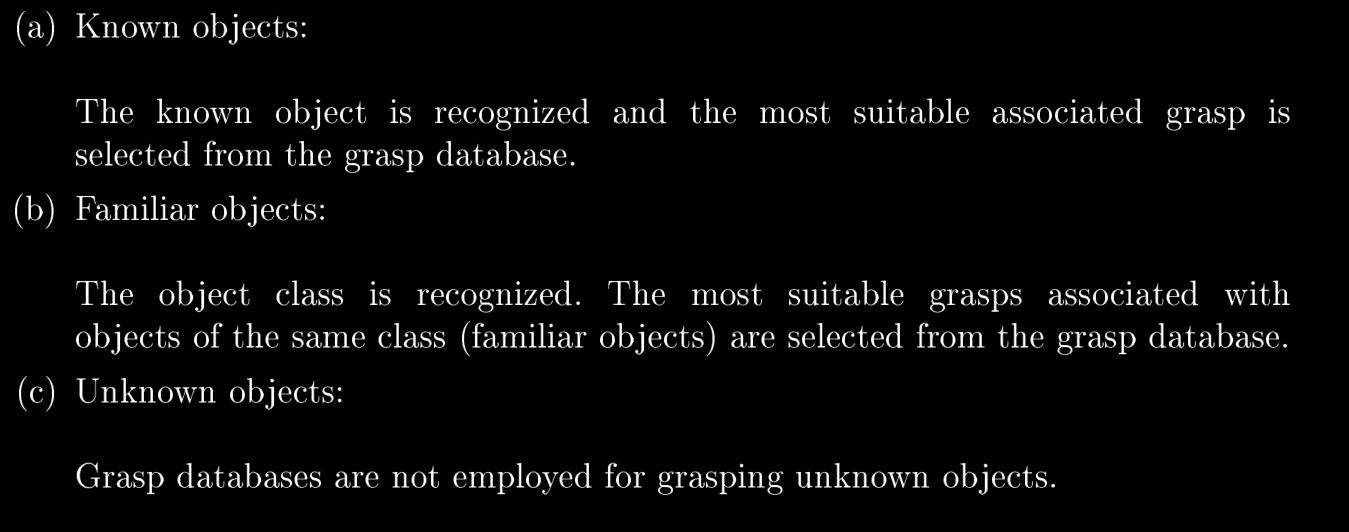 (a) Known objects:
The known object is recognized and the most suitable associated grasp is
selected from the grasp database.
(b) Familiar objects:
The object class is recognized. The most suitable grasps associated with
objects of the same class (familiar objects) are selected from the grasp database.
(c) Unknown objects:
Grasp databases are not employed for grasping unknown objects.